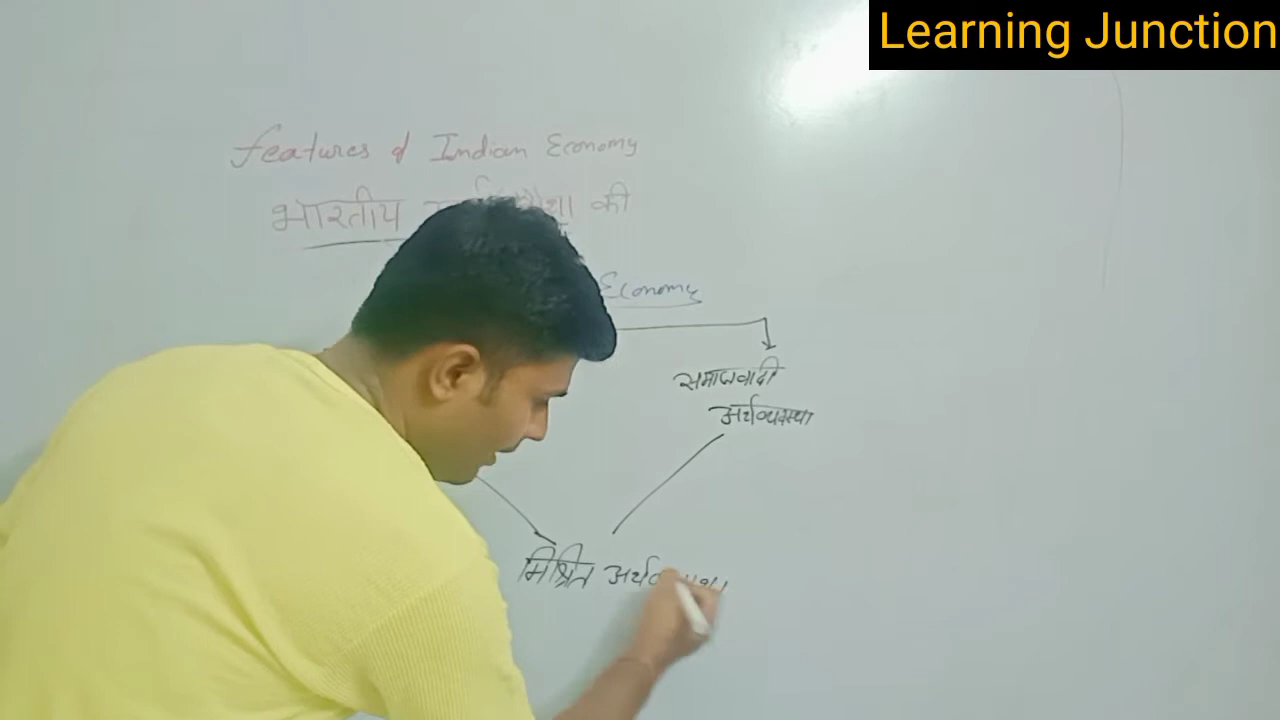 Learning Junction
Features of Indian Economy
भारतीय की
Economy
समाजवादी
अर्थव्यवस्था
मिश्रित